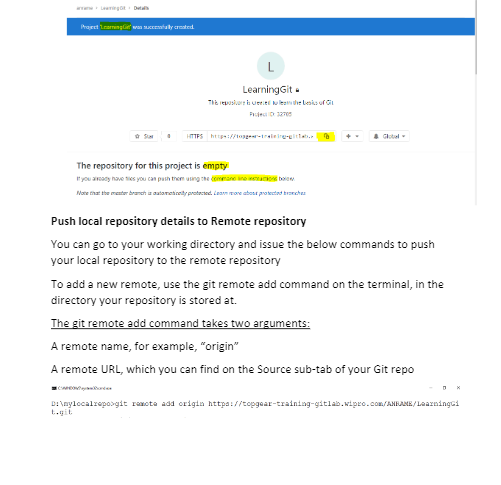 anrame > LearningGit > Details
Project 'LearningGit' was successfully created.
L
LearningGit
This repository is created to learn the basics of Git
Project ID: 32705
Star 0 HTTPS https://topgear-training-gitlab.w + Global
The repository for this project is empty
If you already have files you can push them using the command line instructions below.
Note that the master branch is automatically protected. Learn more about protected branches
Push local repository details to Remote repository
You can go to your working directory and issue the below commands to push
your local repository to the remote repository
To add a new remote, use the git remote add command on the terminal, in the
directory your repository is stored at.
The git remote add command takes two arguments:
A remote name, for example, “origin”
A remote URL, which you can find on the Source sub-tab of your Git repo
C:\WINDOWS\system32\cmd.exe
D:\mylocalrepo>git remote add origin https://topgear-training-gitlab.wipro.com/ANRAME/LearningGi
t.git